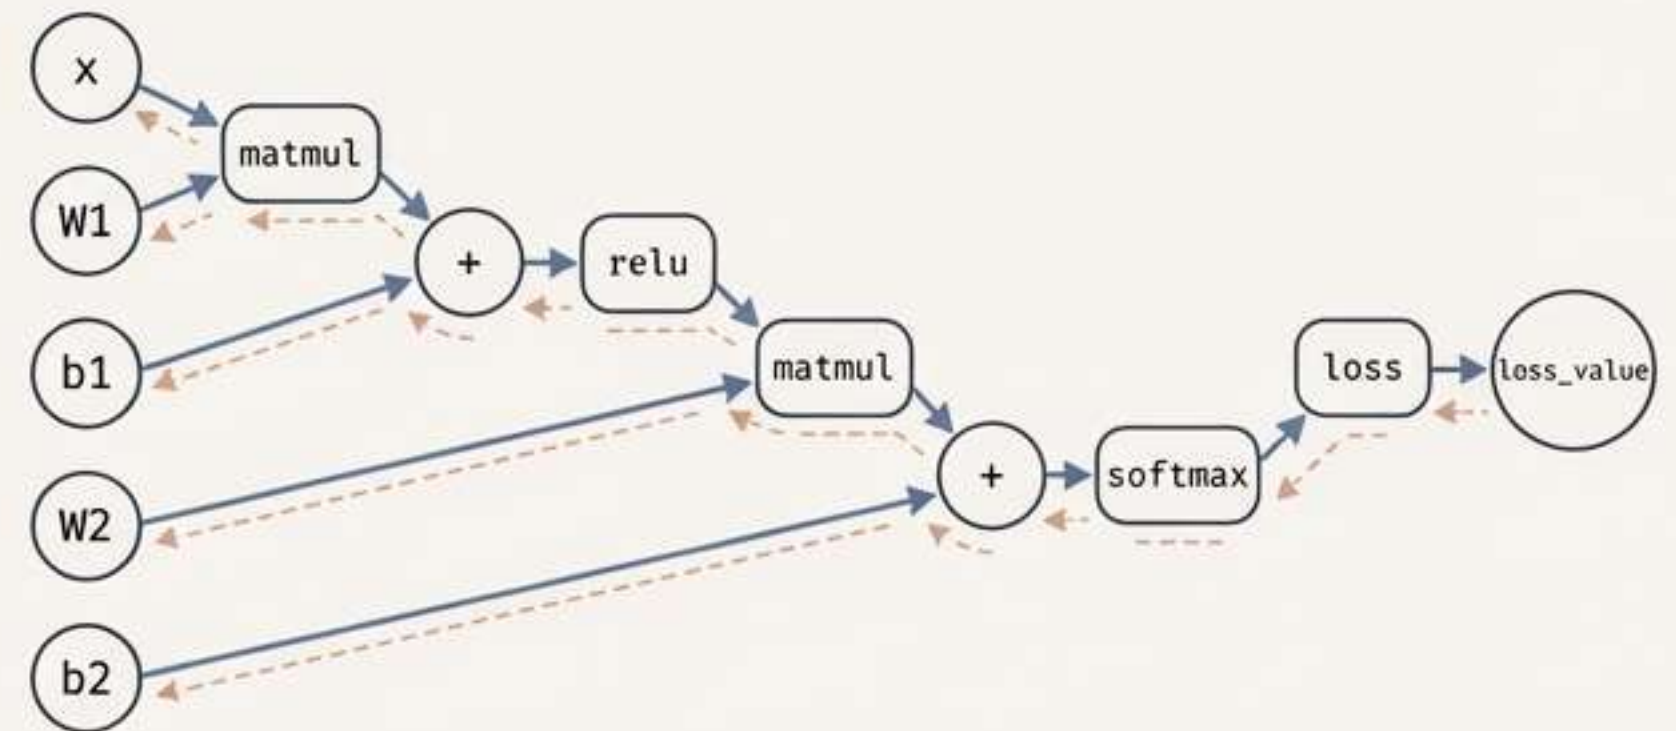 x
matmul
W1
+
relu
b1
matmul
loss
loss_value
W2
+
softmax
b2